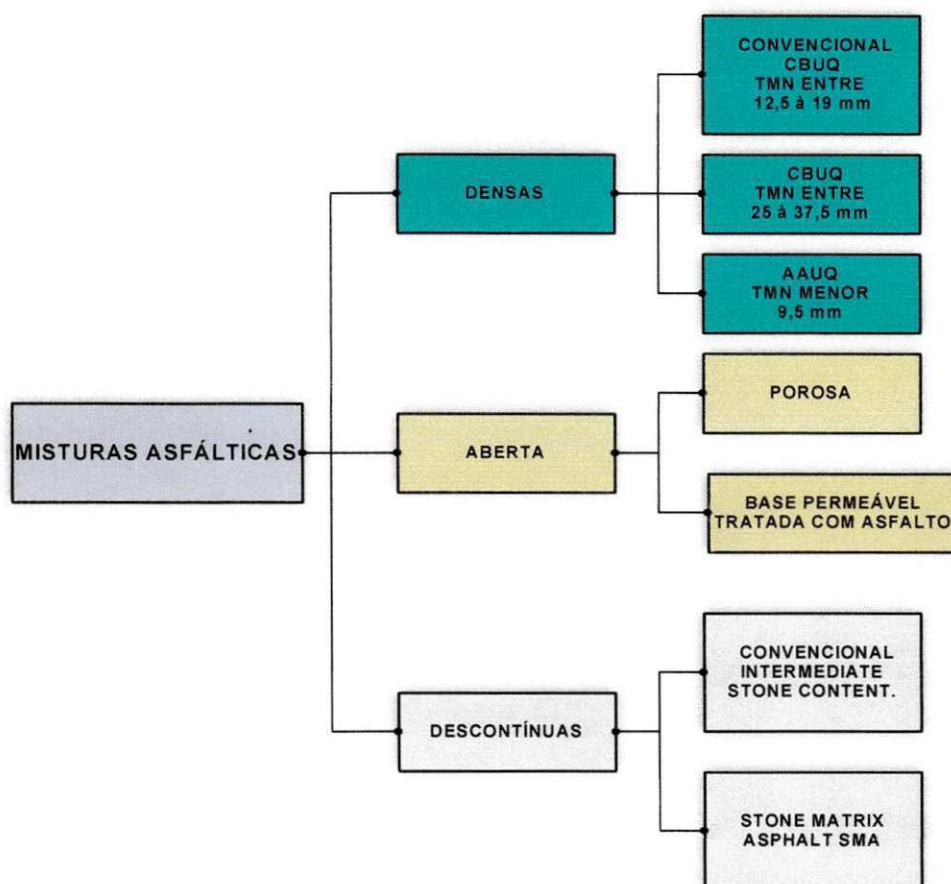 CONVENCIONAL
CBUQ
TMN ENTRE
12,5 à 19 mm
DENSAS
CBUQ
TMN ENTRE
25 à 37,5 mm
AAUQ
TMN MENOR
9,5 mm
MISTURAS ASFÁLTICAS
ABERTA
POROSA
BASE PERMEÁVEL
TRATADA COM ASFALTO
DESCONTÍNUAS
CONVENCIONAL
INTERMEDIATE
STONE CONTENT.
STONE MATRIX
ASPHALT SMA